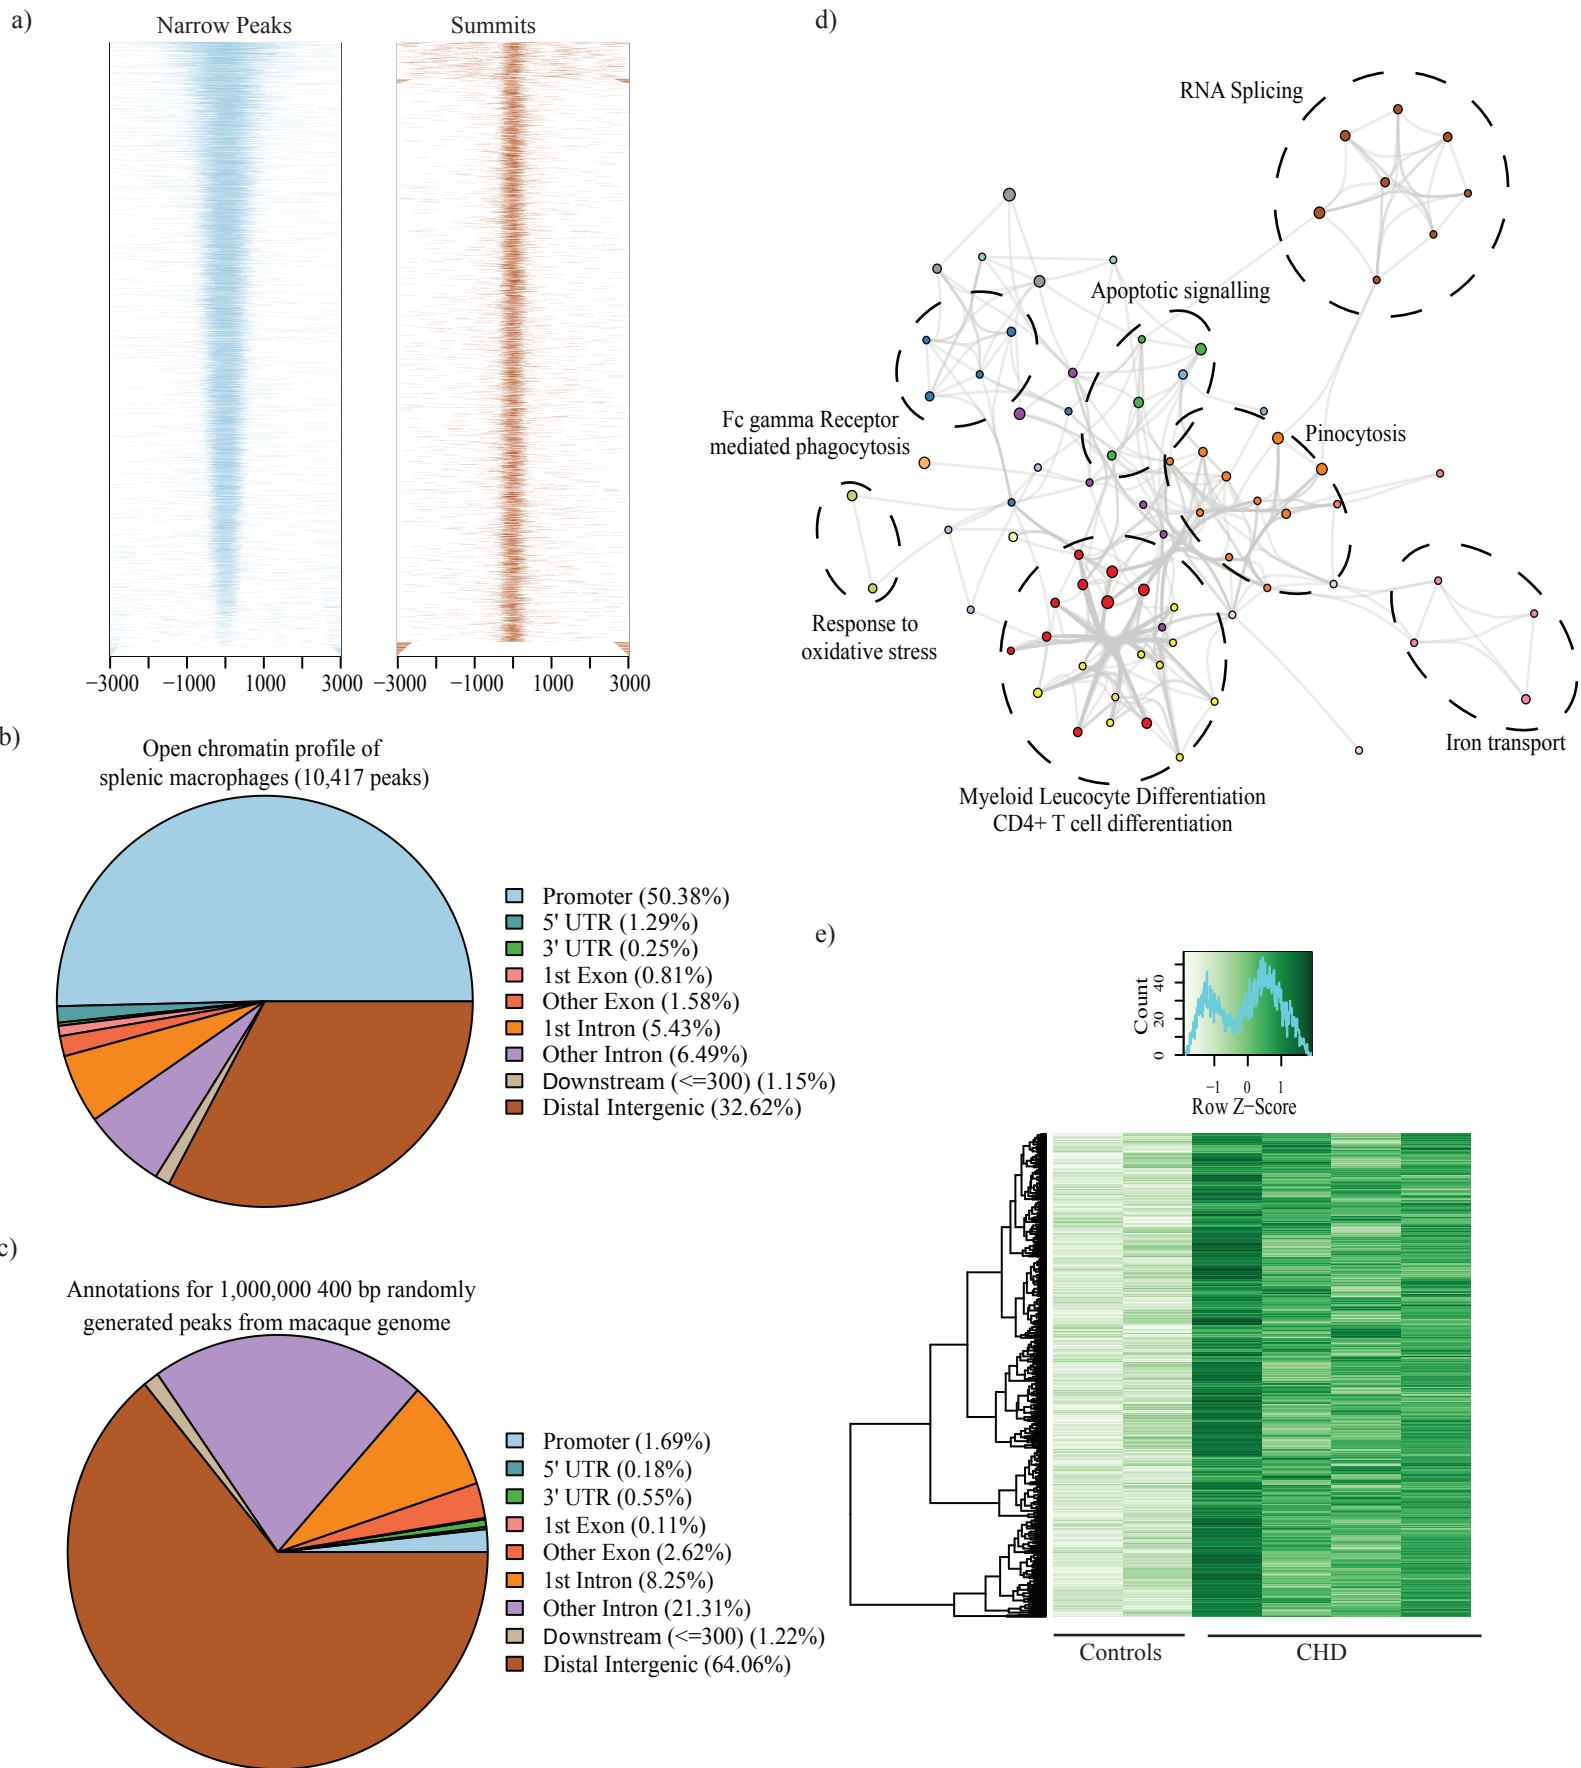 a)
Narrow Peaks
Summits
−3000 −1000 1000 3000
−3000 −1000 1000 3000
b)
Open chromatin profile of
splenic macrophages (10,417 peaks)
Promoter (50.38%)
5' UTR (1.29%)
3' UTR (0.25%)
1st Exon (0.81%)
Other Exon (1.58%)
1st Intron (5.43%)
Other Intron (6.49%)
Downstream (<=300) (1.15%)
Distal Intergenic (32.62%)
c)
Annotations for 1,000,000 400 bp randomly
generated peaks from macaque genome
Promoter (1.69%)
5' UTR (0.18%)
3' UTR (0.55%)
1st Exon (0.11%)
Other Exon (2.62%)
1st Intron (8.25%)
Other Intron (21.31%)
Downstream (<=300) (1.22%)
Distal Intergenic (64.06%)
d)
RNA Splicing
Apoptotic signalling
Fc gamma Receptor
mediated phagocytosis
Pinocytosis
Response to
oxidative stress
Iron transport
Myeloid Leucocyte Differentiation
CD4+ T cell differentiation
e)
Count
0 20 40
−1 0 1
Row Z−Score
Controls
CHD